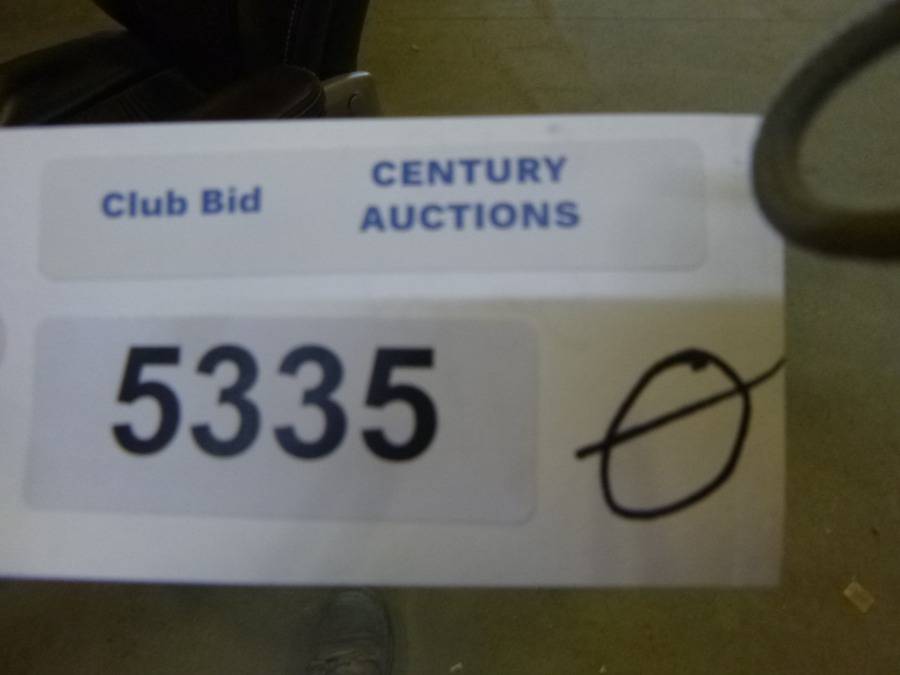 Club Bid
CENTURY
AUCTIONS
5335 Ø